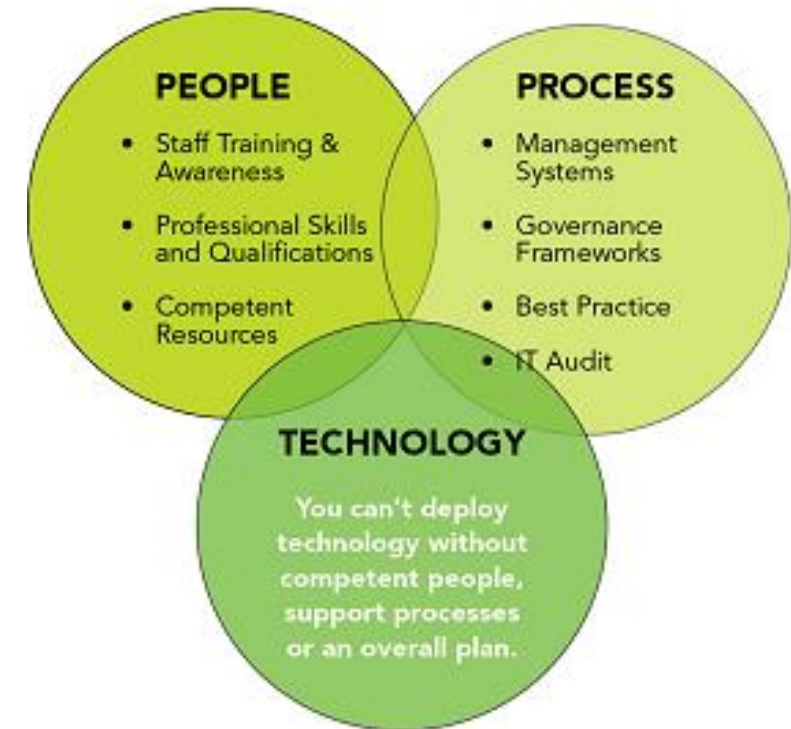 PEOPLE
• Staff Training &
Awareness
• Professional Skills
and Qualifications
• Competent
Resources
PROCESS
• Management
Systems
• Governance
Frameworks
• Best Practice
• IT Audit
TECHNOLOGY
You can't deploy
technology without
competent people,
support processes
or an overall plan.